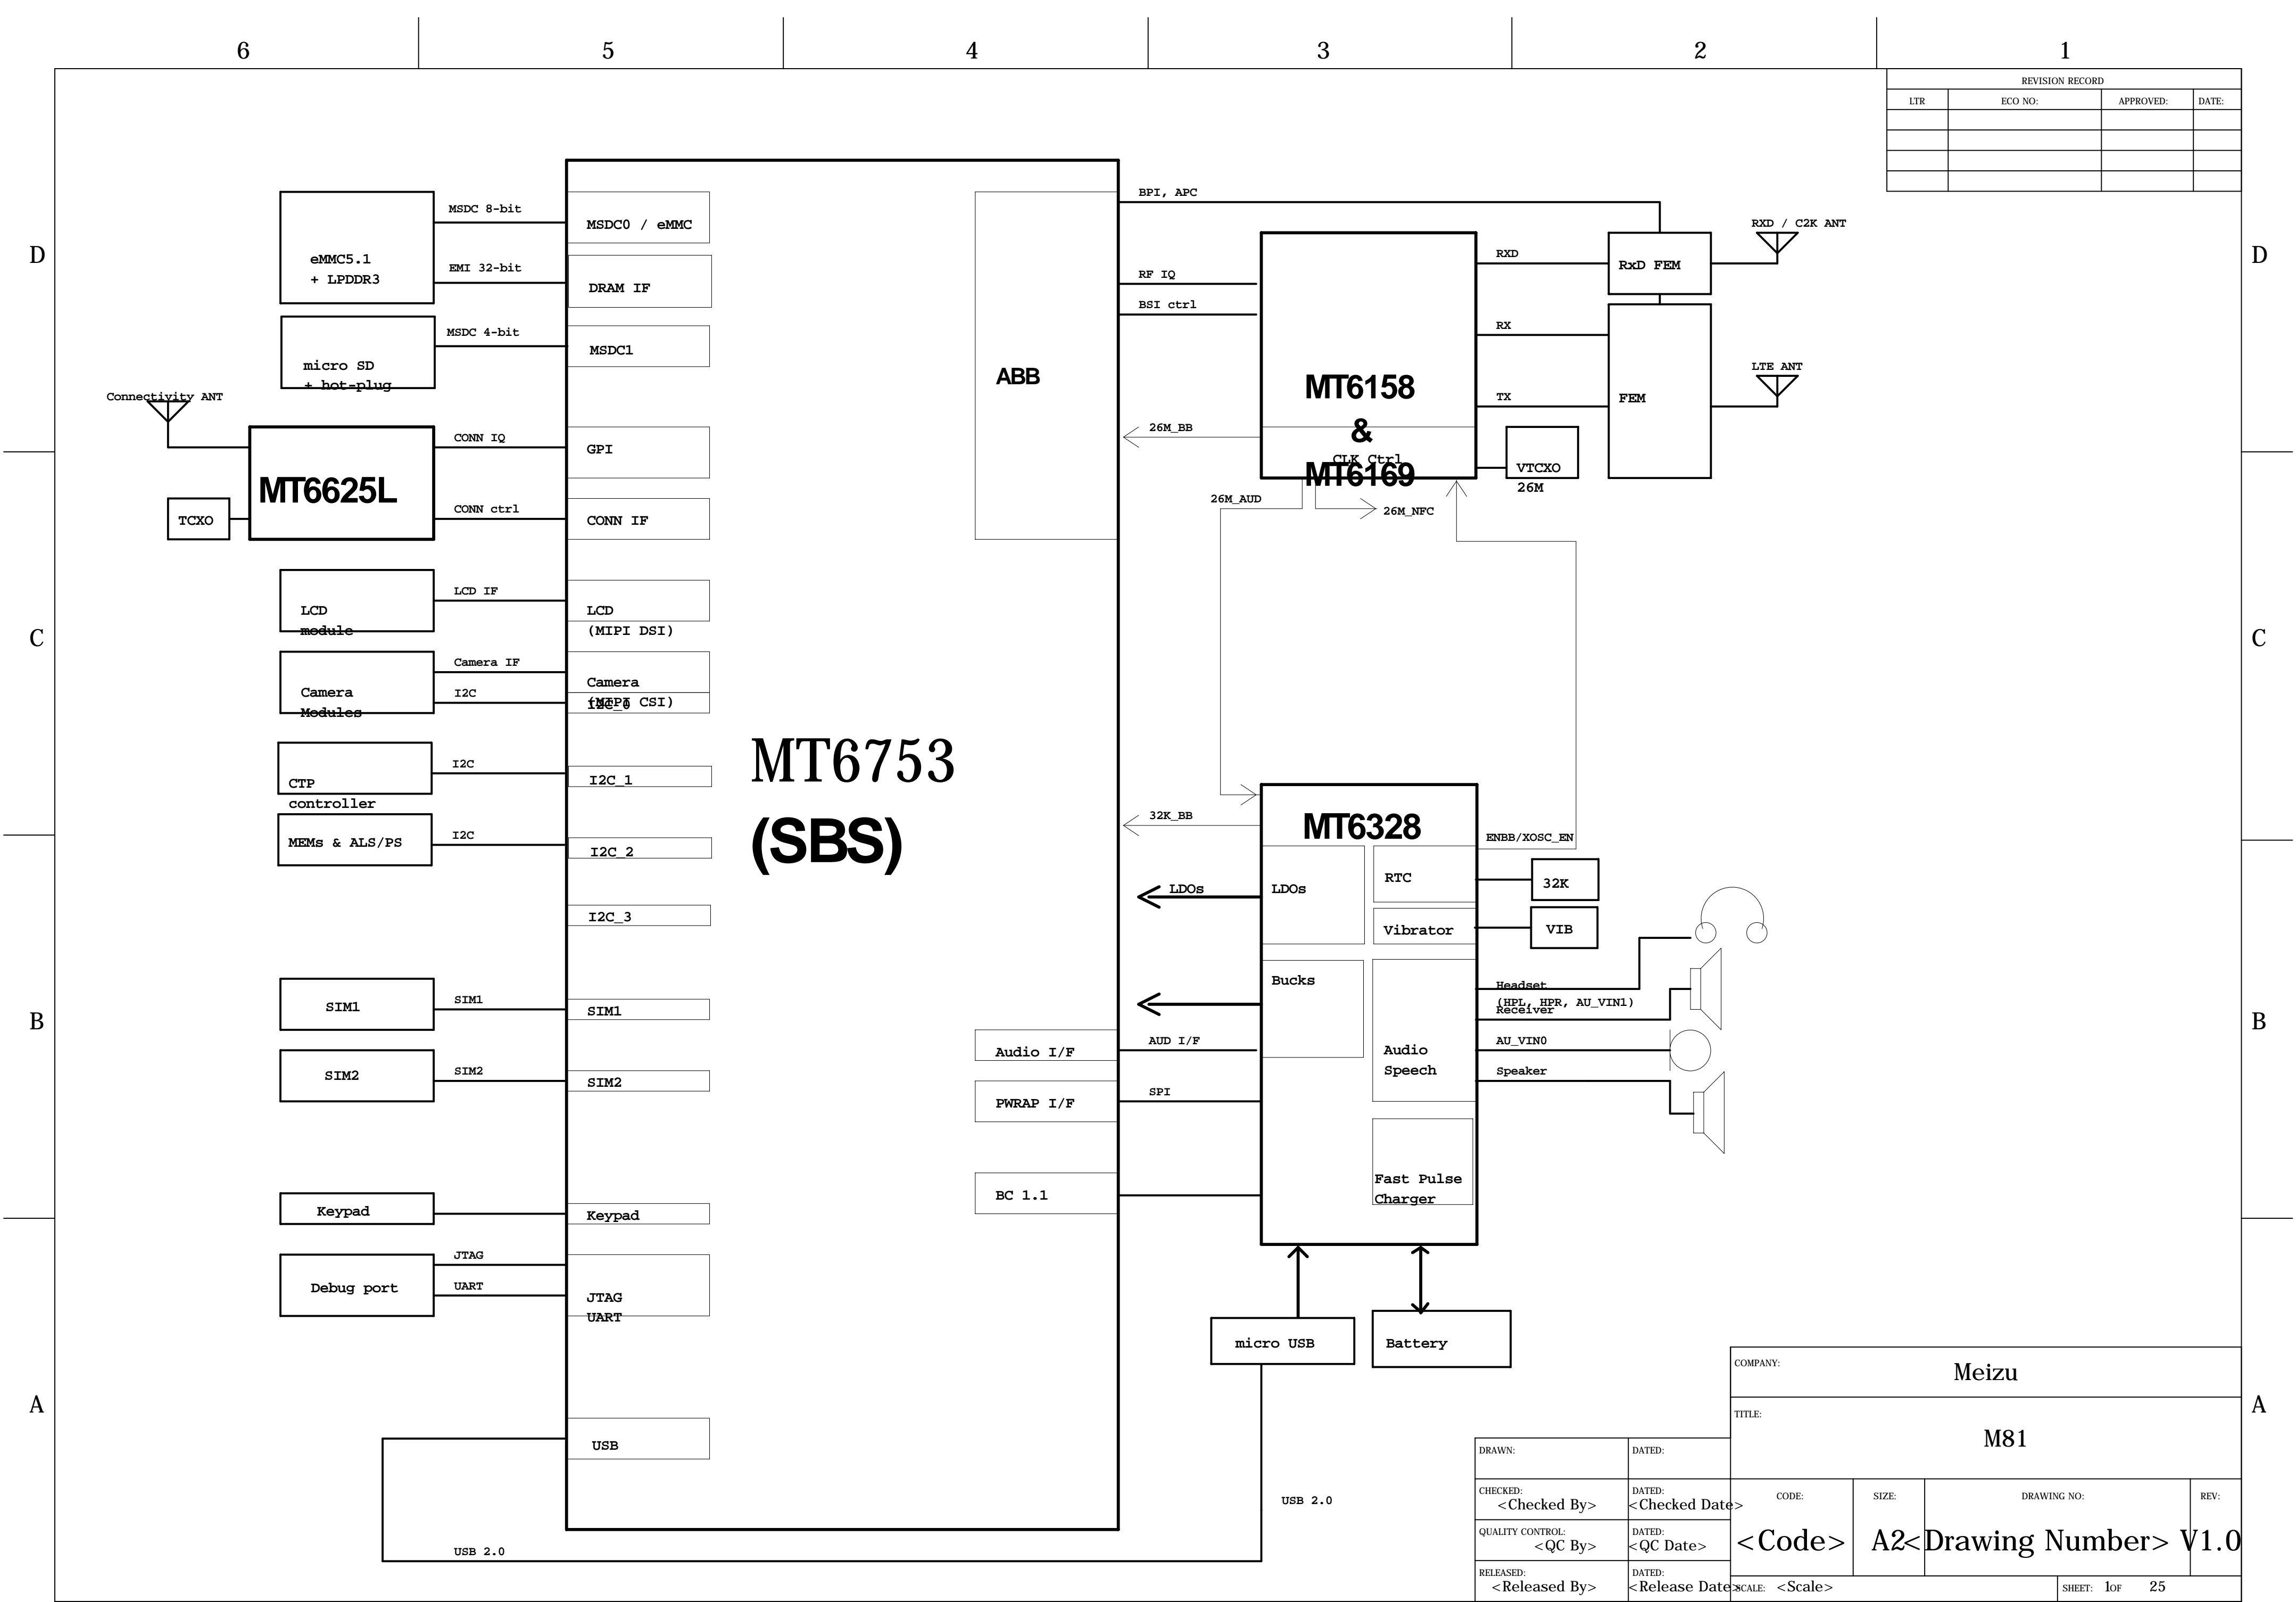 6 5 4 3 2 1
REVISION RECORD
LTR ECO NO: APPROVED: DATE:
D
D
C
C
B
B
A
A
eMMC5.1
+ LPDDR3
MSDC 8-bit
EMI 32-bit
MSDC0 / eMMC
DRAM IF
micro SD
+ hot-plug
MSDC 4-bit
MSDC1
Connectivity ANT
MT6625L
TCXO
CONN IQ
CONN ctrl
GPI
CONN IF
LCD
module
LCD IF
LCD
(MIPI DSI)
Camera
Modules
Camera IF
I2C
Camera
(MIPI CSI)
I2C_0
CTP
controller
I2C
I2C_1
MEMs & ALS/PS
I2C
I2C_2
I2C_3
SIM1
SIM1
SIM1
SIM2
SIM2
SIM2
Keypad
Keypad
Debug port
JTAG
UART
JTAG
UART
USB
USB 2.0
MT6753
(SBS)
ABB
Audio I/F
PWRAP I/F
BC 1.1
BPI, APC
RF IQ
BSI ctrl
26M_BB
MT6158
&
MT6169
CLK Ctrl
RXD
RX
TX
RxD FEM
FEM
RXD / C2K ANT
LTE ANT
VTCXO
26M
26M_AUD
26M_NFC
32K_BB
MT6328
ENBB/XOSC_EN
LDOs
LDOs
RTC
32K
Vibrator
VIB
Bucks
Headset
(HPL, HPR, AU_VIN1)
Receiver
AU_VIN0
Speaker
Audio
Speech
AUD I/F
SPI
Fast Pulse
Charger
micro USB
Battery
USB 2.0
COMPANY:
Meizu
TITLE:
M81
DRAWN: DATED:
CHECKED: DATED:
<Checked By> <Checked Date>
QUALITY CONTROL: DATED:
<QC By> <QC Date>
RELEASED: DATED:
<Released By> <Release Date>
CODE: SIZE: DRAWING NO: REV:
<Code> A2 <Drawing Number> V1.0
SCALE: <Scale> SHEET: 1 OF 25